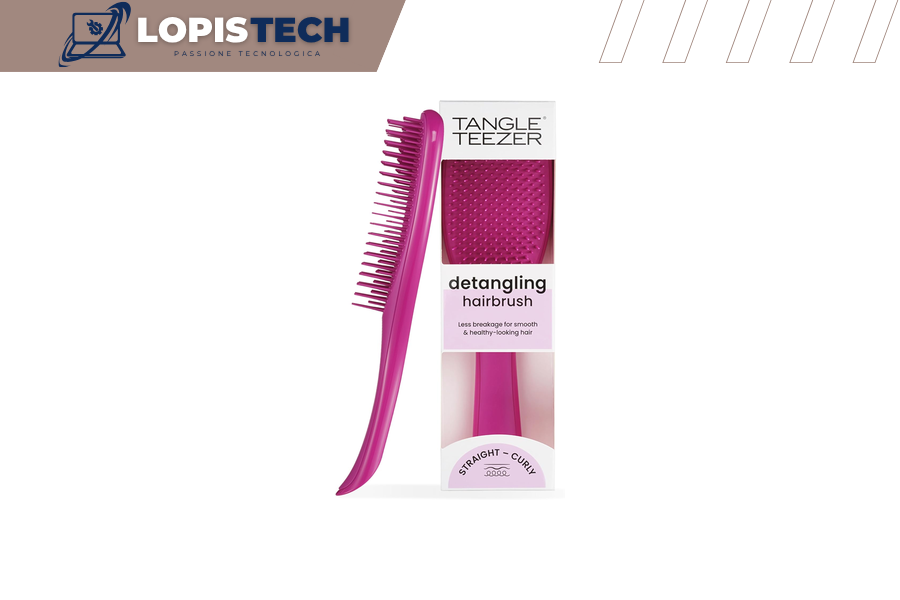 LOPISTECH
PASSIONE TECNOLOGICA
TANGLE
TEEZER®
detangling
hairbrush
Less breakage for smooth
& healthy-looking hair
STRAIGHT – CURLY